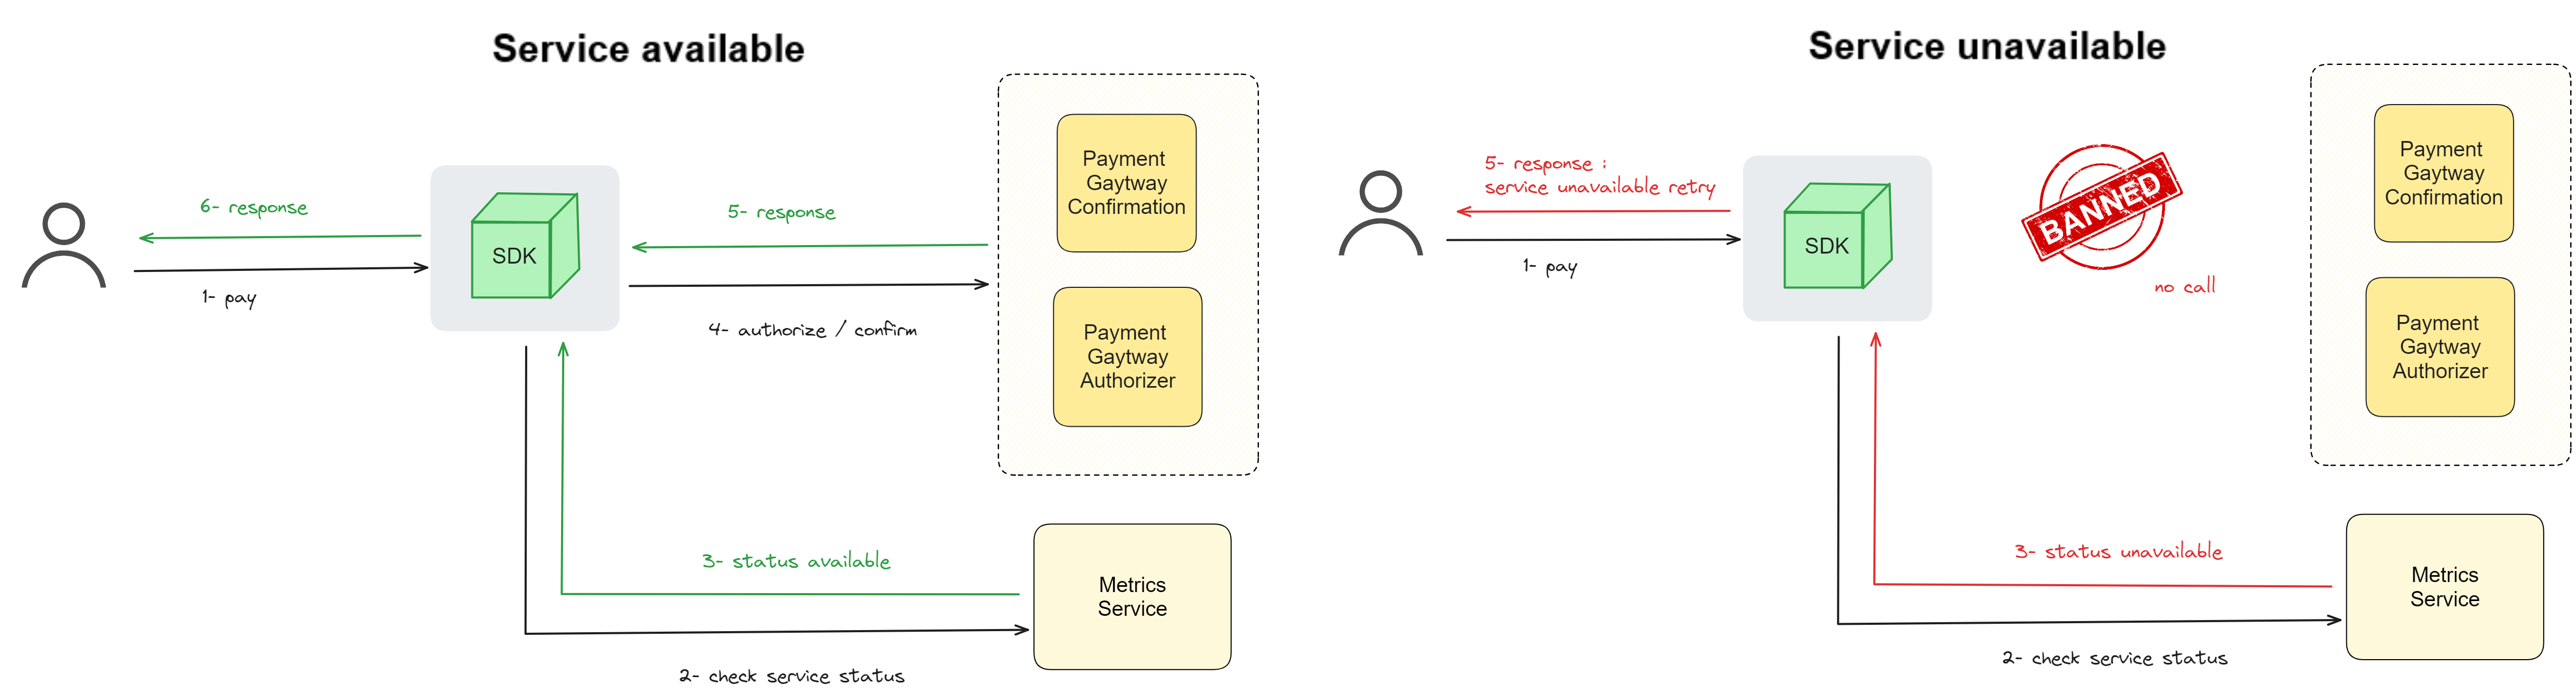 Service available
6- response
1- pay
SDK
5- response
4- authorize / confirm
Payment
Gaytway
Confirmation
Payment
Gaytway
Authorizer
3- status available
Metrics
Service
2- check service status
Service unavailable
5- response :
service unavailable retry
1- pay
SDK
BANNED
no call
Payment
Gaytway
Confirmation
Payment
Gaytway
Authorizer
3- status unavailable
Metrics
Service
2- check service status